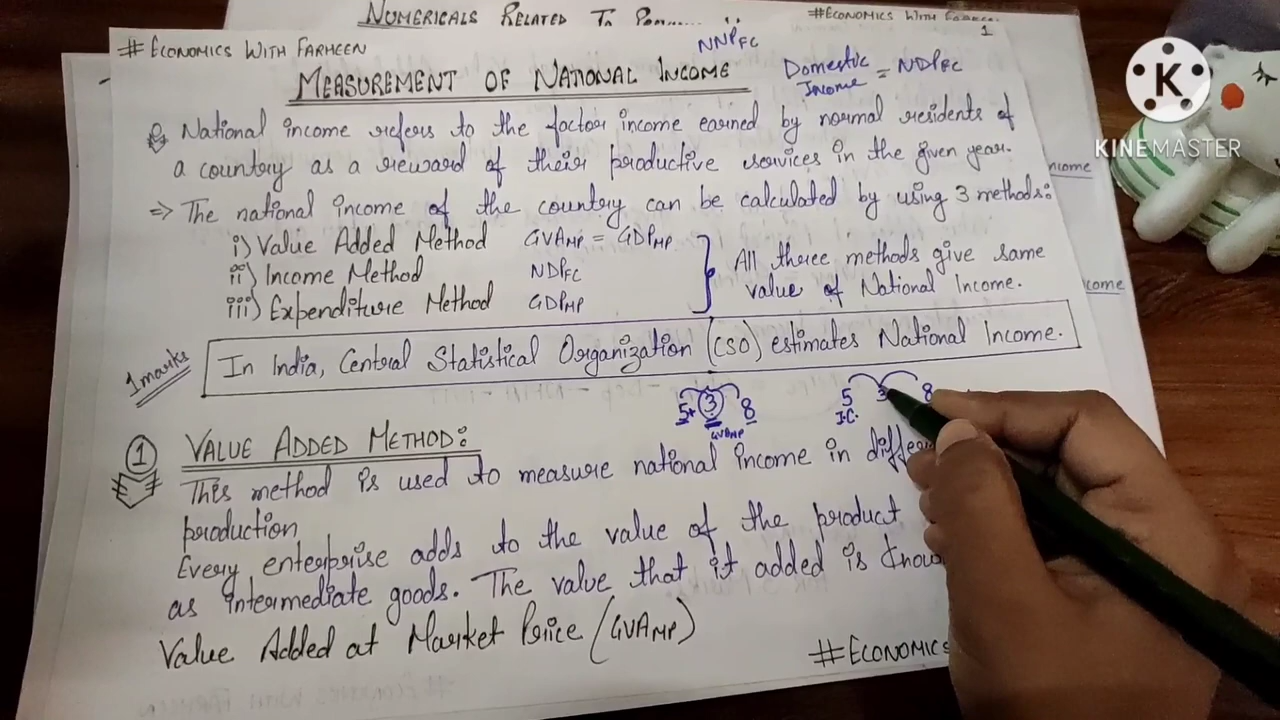 NUMERICALS RELATED TO
#ECONOMICS WITH
1
#ECONOMICS WITH FARHEEN
NNPFC
MEASUREMENT OF NATIONAL INCOME
Domestic Income = NDPFC
National income refers to the factor income earned by normal residents of
a country as a reward of their productive services in the given year.
=> The national income of the country can be calculated by using 3 methods:
i) Value Added Method GVAMP = GDPMP
ii) Income Method NDPFC
iii) Expenditure Method GDPMP
All three methods give same
value of National Income.
1 marks
In India, Central Statistical Organization (CSO) estimates National Income.
5+ 3 8
GVAMP
5 3 8
I.C.
1 VALUE ADDED METHOD:
This method is used to measure national income in
production
Every enterprise adds to the value of the product
as intermediate goods. The value that it added is
Value Added at Market Price (GVAMP)
#ECONOMICS
ncome
come
KINEMASTER